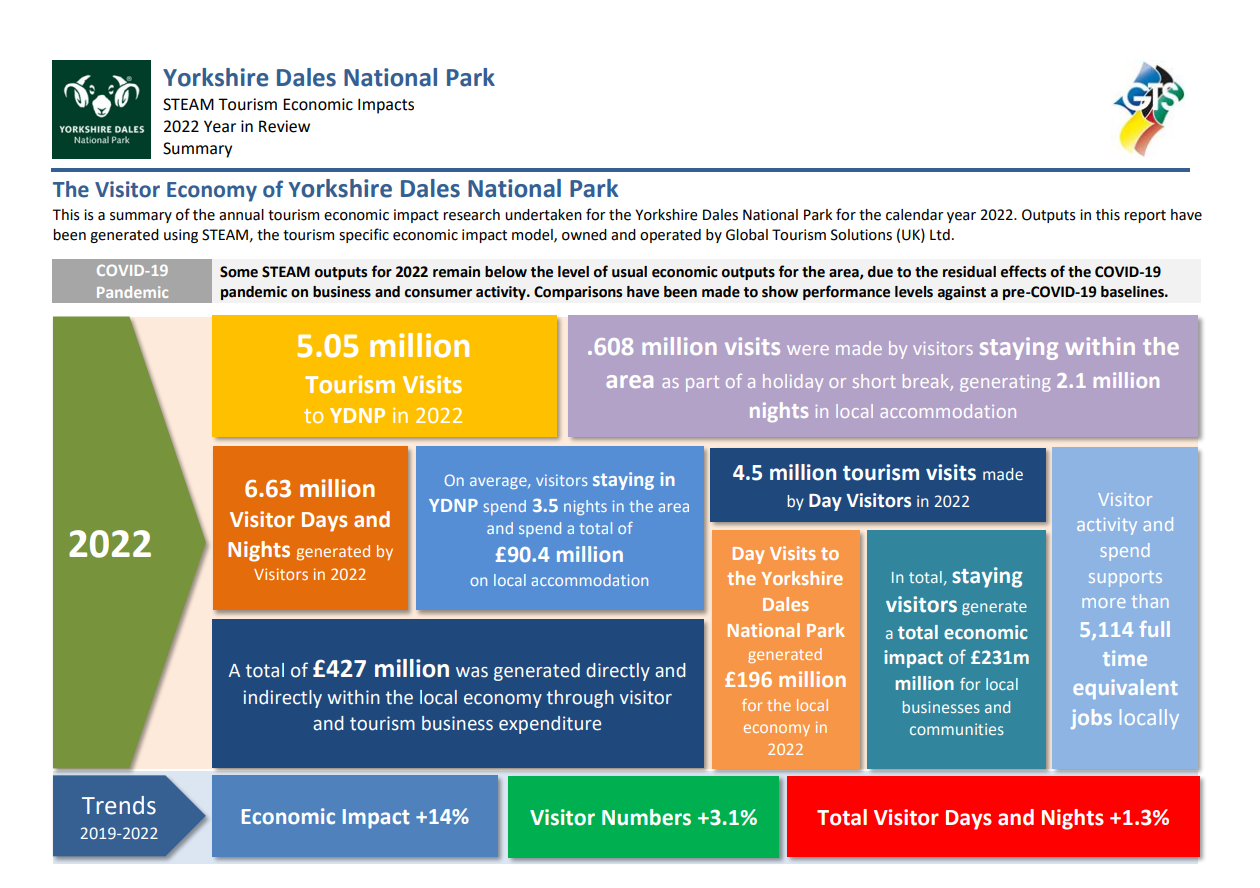 YORKSHIRE DALES
National Park
Yorkshire Dales National Park
STEAM Tourism Economic Impacts
2022 Year in Review
Summary
GTS
The Visitor Economy of Yorkshire Dales National Park
This is a summary of the annual tourism economic impact research undertaken for the Yorkshire Dales National Park for the calendar year 2022. Outputs in this report have
been generated using STEAM, the tourism specific economic impact model, owned and operated by Global Tourism Solutions (UK) Ltd.
COVID-19
Pandemic
Some STEAM outputs for 2022 remain below the level of usual economic outputs for the area, due to the residual effects of the COVID-19
pandemic on business and consumer activity. Comparisons have been made to show performance levels against a pre-COVID-19 baselines.
2022
5.05 million
Tourism Visits
to YDNP in 2022
.608 million visits were made by visitors staying within the
area as part of a holiday or short break, generating 2.1 million
nights in local accommodation
6.63 million
Visitor Days and
Nights generated by
Visitors in 2022
On average, visitors staying in
YDNP spend 3.5 nights in the area
and spend a total of
£90.4 million
on local accommodation
4.5 million tourism visits made
by Day Visitors in 2022
Visitor
activity and
spend
supports
more than
5,114 full
time
equivalent
jobs locally
Day Visits to
the Yorkshire
Dales
National Park
generated
£196 million
for the local
economy in
2022
In total, staying
visitors generate
a total economic
impact of £231m
million for local
businesses and
communities
A total of £427 million was generated directly and
indirectly within the local economy through visitor
and tourism business expenditure
Trends
2019-2022
Economic Impact +14%
Visitor Numbers +3.1%
Total Visitor Days and Nights +1.3%